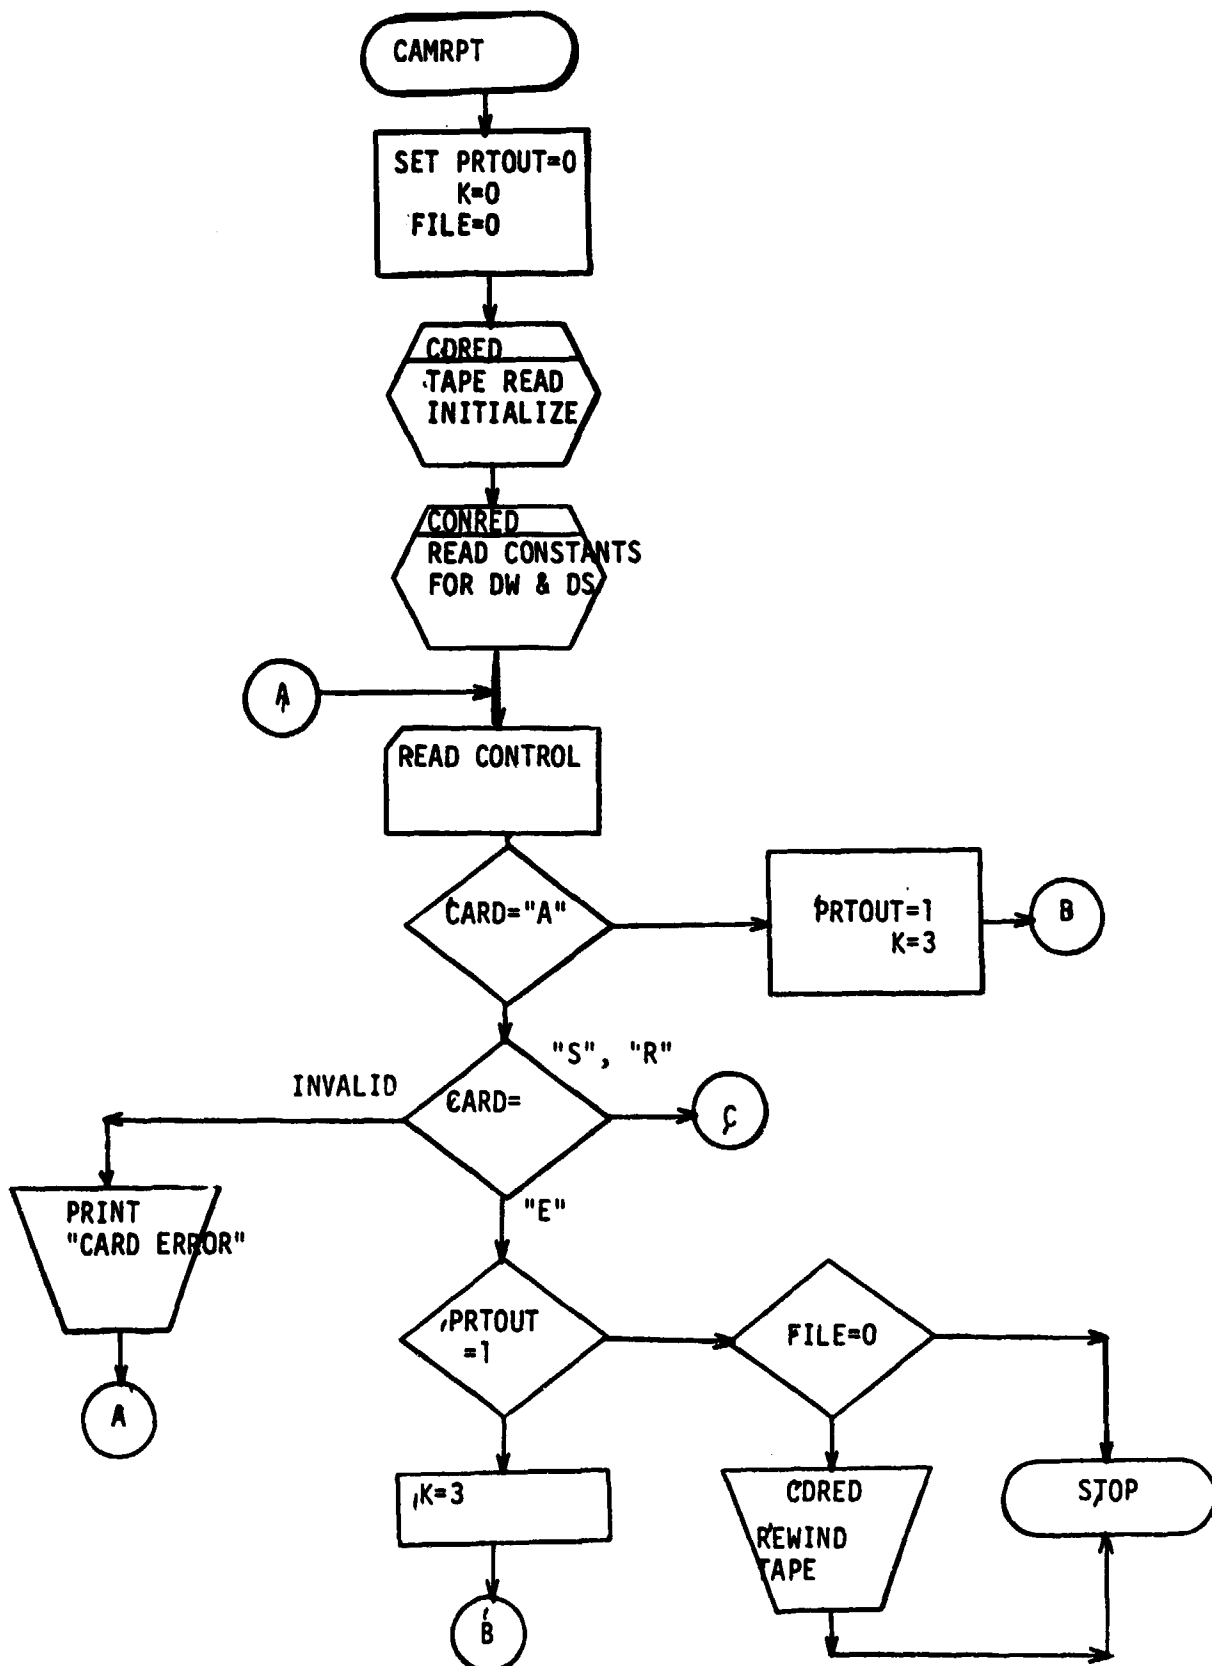 CAMRPT
SET PRTOUT=0
K=0
FILE=0
CDRED
TAPE READ
INITIALIZE
CONRED
READ CONSTANTS
FOR DW & DS
A
READ CONTROL
CARD="A"
PRTOUT=1
K=3
B
"S", "R"
INVALID
CARD=
C
"E"
PRINT
"CARD ERROR"
A
PRTOUT
=1
FILE=0
K=3
CDRED
REWIND
TAPE
STOP
B